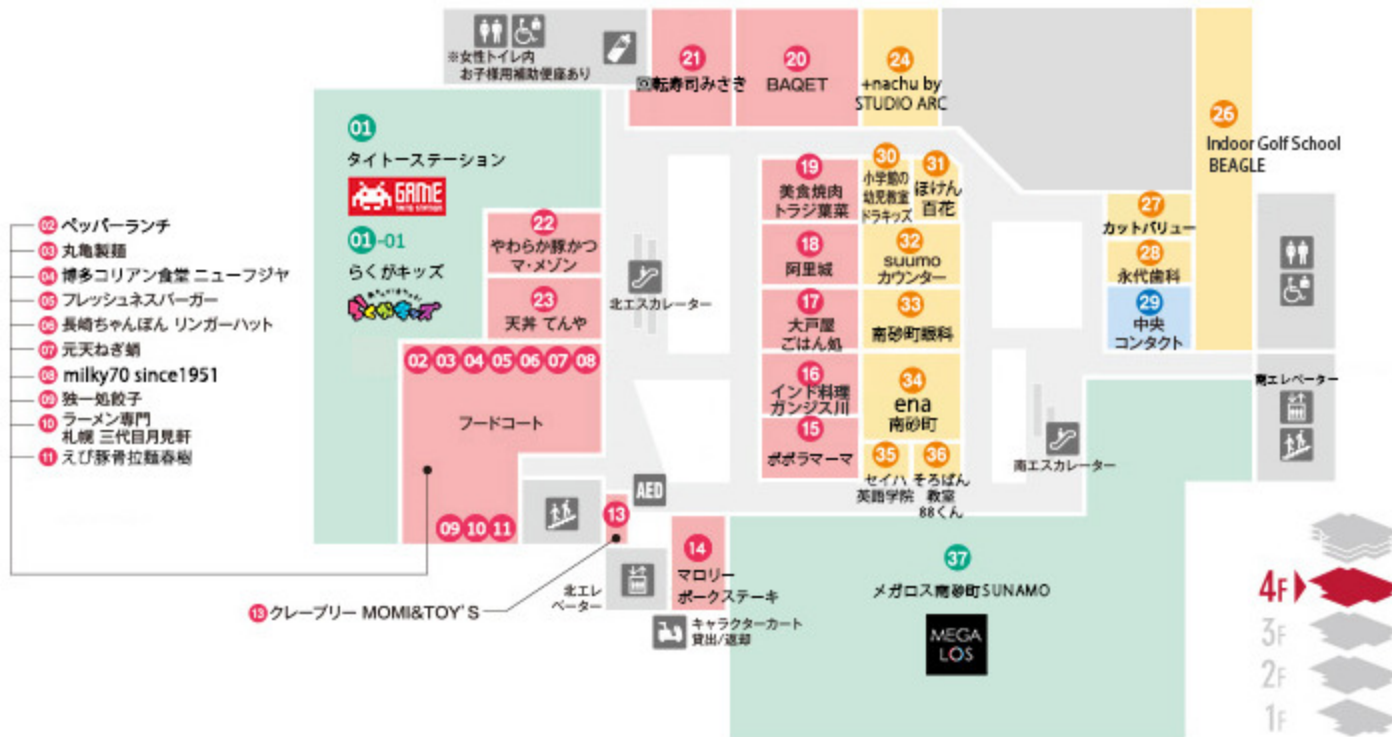 ※女性トイレ内
お子様用補助便座あり
21
回転寿司みさき
20
BAQET
24
+nachu by
STUDIO ARC
26
Indoor Golf School
BEAGLE
01
タイトーステーション
GAME
TAITO STATION
01-01
らくがキッズ
らくがキッズ
22
やわらか豚かつ
マ・メゾン
23
天丼 てんや
北エスカレーター
19
美食焼肉
トラジ葉菜
18
阿里城
17
大戸屋
ごはん処
16
インド料理
ガンジス川
15
ポポラマーマ
30
小学館の
幼児教室
ドラキッズ
31
ほけん
百花
32
suumo
カウンター
33
南砂町眼科
34
ena
南砂町
35
セイハ
英語学院
36
そろばん
教室
88くん
27
カットバリュー
28
永代歯科
29
中央
コンタクト
南エレベーター
南エスカレーター
02 ペッパーランチ
03 丸亀製麺
04 博多コリアン食堂 ニューフジヤ
05 フレッシュネスバーガー
06 長崎ちゃんぽん リンガーハット
07 元天ねぎ蛸
08 milky70 since1951
09 独一処餃子
10 ラーメン専門
札幌 三代目月見軒
11 えび豚骨拉麺春樹
02 03 04 05 06 07 08
フードコート
09 10 11
AED
13
13 クレープリー MOMI&TOY'S
北エレ
ベーター
14
マロリー
ポークステーキ
キャラクターカート
貸出/返却
37
メガロス南砂町SUNAMO
MEGA
LOS
4F
3F
2F
1F